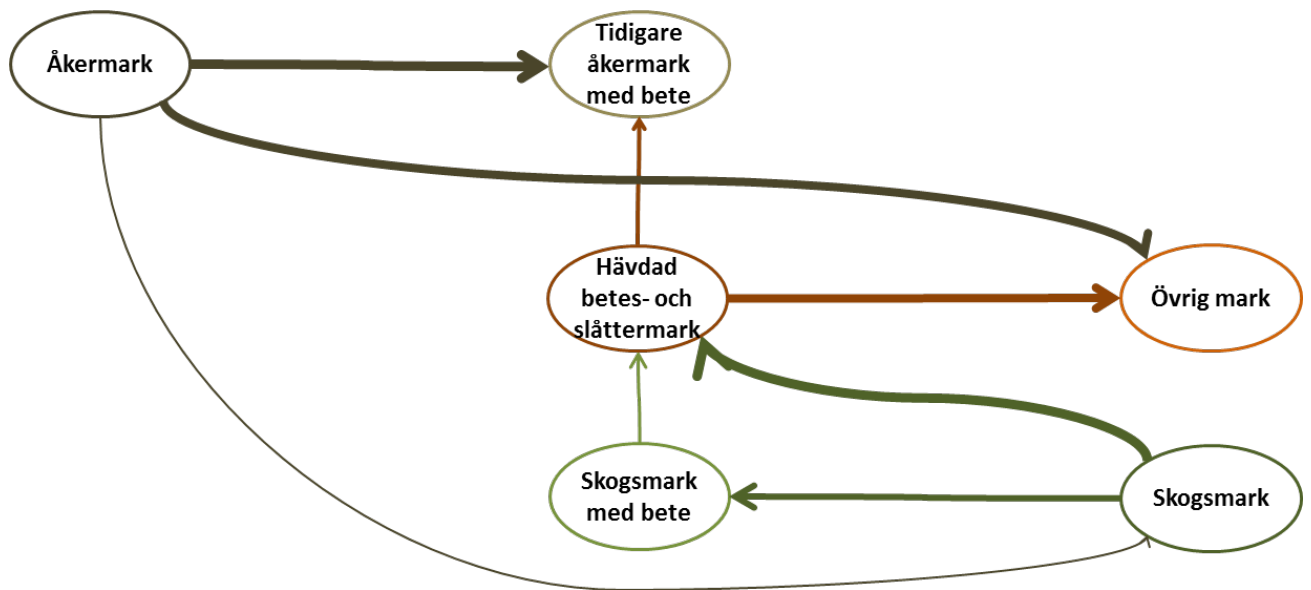 Åkermark
Tidigare
åkermark
med bete
Hävdad
betes- och
slåttermark
Övrig mark
Skogsmark
med bete
Skogsmark